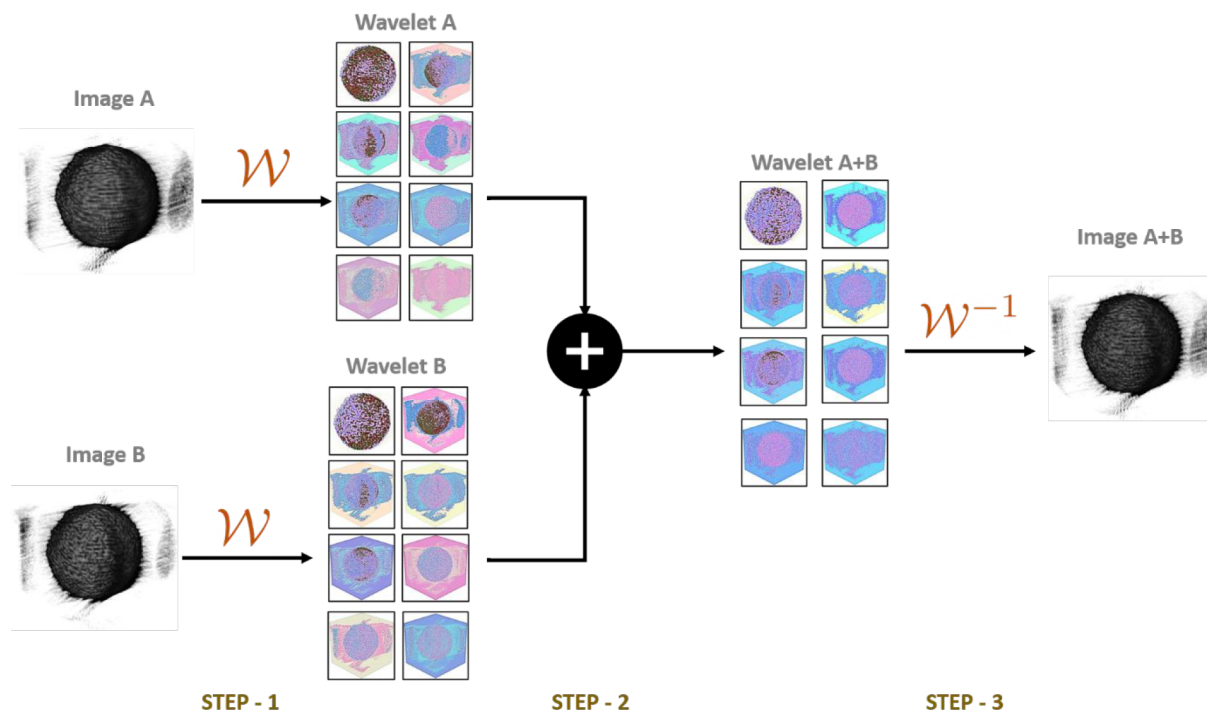 Wavelet A
Image A
𝒲
Wavelet B
Image B
𝒲
+
Wavelet A+B
Image A+B
𝒲⁻¹
STEP - 1
STEP - 2
STEP - 3